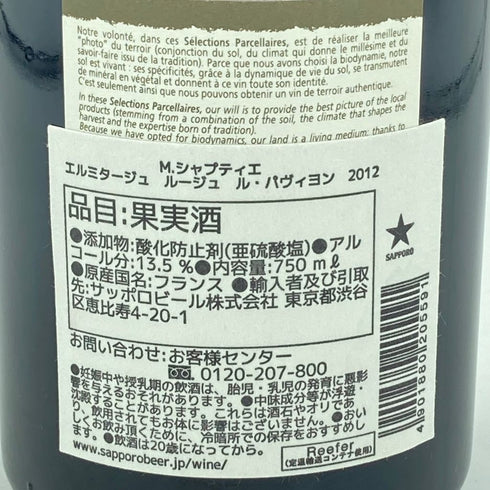 Notre volonté, dans ces Sélections Parcellaires, est de réaliser la meilleure
"photo" du terroir (conjonction du sol, du climat qui donne le millésime et du
savoir-faire issu de la tradition). Parce que nous avons choisi la biodynamie, notre
sol est vivant : ses spécificités, grâce à la dynamique de vie du sol, se transmutent
de minéral en végétal et donnent à ce vin toute son identité.
C'est seulement ainsi que nous pouvons obtenir un vin de terroir authentique.
In these Selections Parcellaires, our will is to provide the best picture of the local
products (stemming from a combination of the soil, the climate that shapes the
harvest and the expertise born of tradition).
Because we have opted for biodynamics, our land is a living medium, thanks to
M.シャプティエ
エルミタージュ ルージュ ル・パヴィヨン 2012
品目:果実酒
●添加物:酸化防止剤(亜硫酸塩)●アル
コール分:13.5%●内容量:750mℓ
●原産国名:フランス ●輸入者及び引取
先:サッポロビール株式会社 東京都渋谷
区恵比寿4-20-1
SAPPORO
お問い合わせ:お客様センター
0120-207-800
●妊娠中や授乳期の飲酒は、胎児・乳児の発育に悪影
響を与えるおそれがあります。●中味成分等が浮遊・
沈殿することがあります。これらは酒石やオリであ
り、飲用されてもお体に影響はございません。●おい
しくお飲み頂くために、冷暗所での保存をおすすめし
ます。●飲酒は20歳になってから。
www.sapporobeer.jp/wine/
Reefer
(定温輸送コンテナ使用)
4901880205591